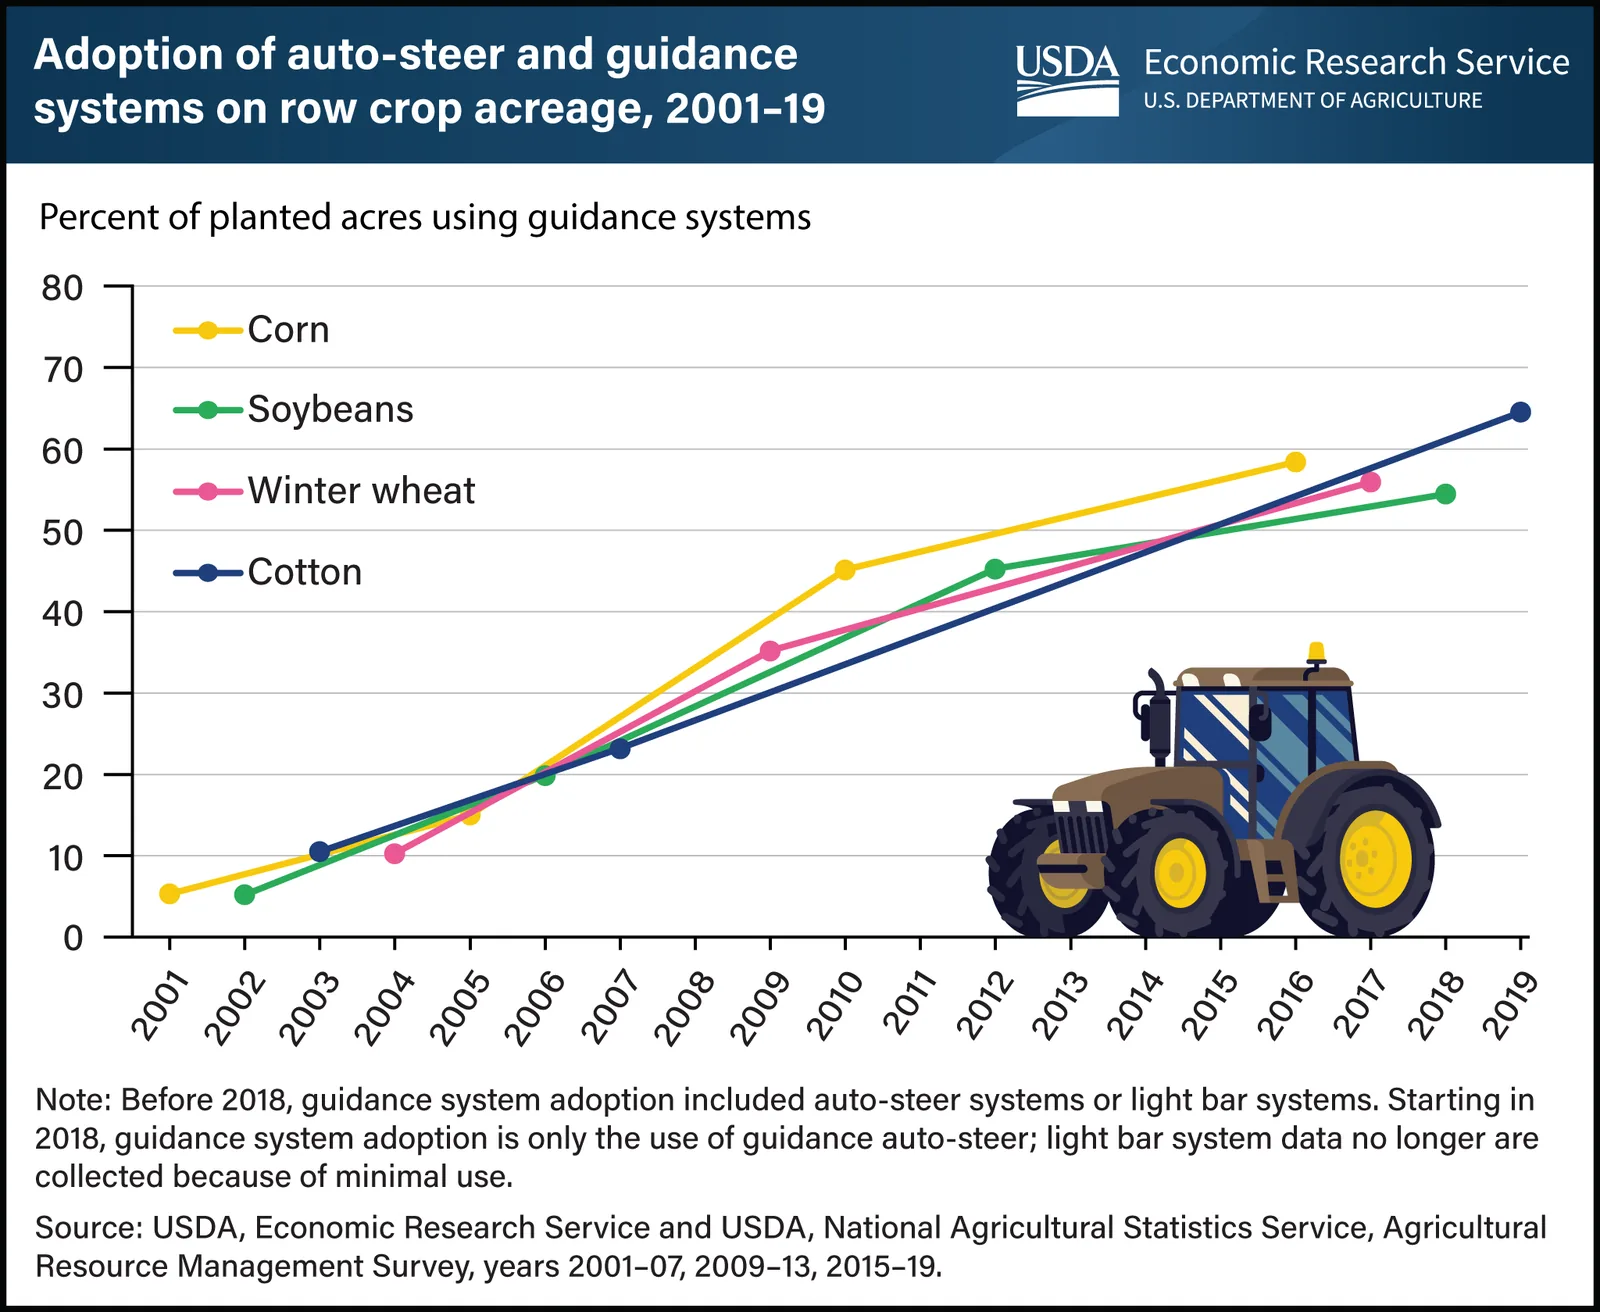 Adoption of auto-steer and guidance
systems on row crop acreage, 2001–19
USDA
Economic Research Service
U.S. DEPARTMENT OF AGRICULTURE
Percent of planted acres using guidance systems
80
70
60
50
40
30
20
10
0
Corn
Soybeans
Winter wheat
Cotton
2001 2002 2003 2004 2005 2006 2007 2008 2009 2010 2011 2012 2013 2014 2015 2016 2017 2018 2019
Note: Before 2018, guidance system adoption included auto-steer systems or light bar systems. Starting in
2018, guidance system adoption is only the use of guidance auto-steer; light bar system data no longer are
collected because of minimal use.
Source: USDA, Economic Research Service and USDA, National Agricultural Statistics Service, Agricultural
Resource Management Survey, years 2001–07, 2009–13, 2015–19.